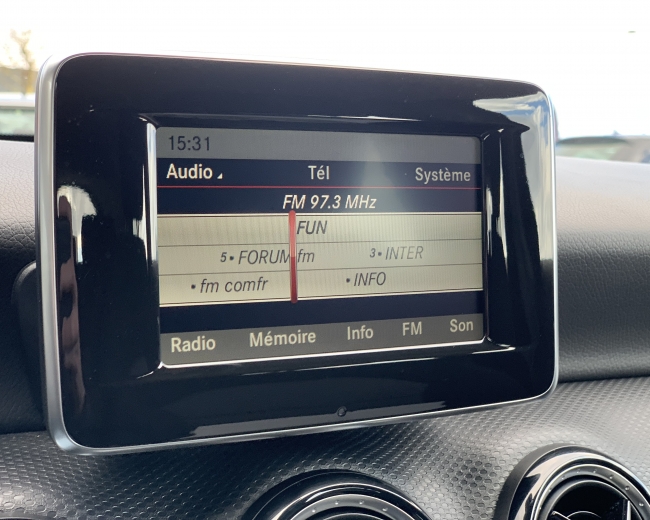 15:31
Audio Tél Système
FM 97.3 MHz
FUN
5• FORUM fm 3• INTER
• fm comfr • INFO
Radio Mémoire Info FM Son